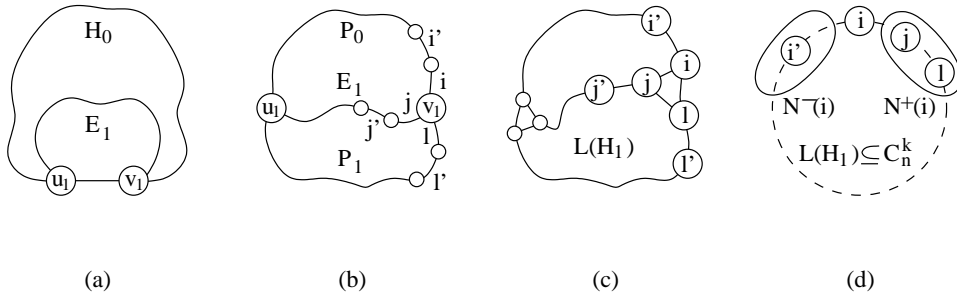 H₀
E₁
u₁ v₁
(a)
P₀
i'
i
E₁
u₁
j
v₁
j'
l
P₁
l'
(b)
i'
i
j'
j
l
L(H₁)
l'
(c)
i
i'
j
l
N⁻(i) N⁺(i)
L(H₁)⊆Cₙᵏ
(d)